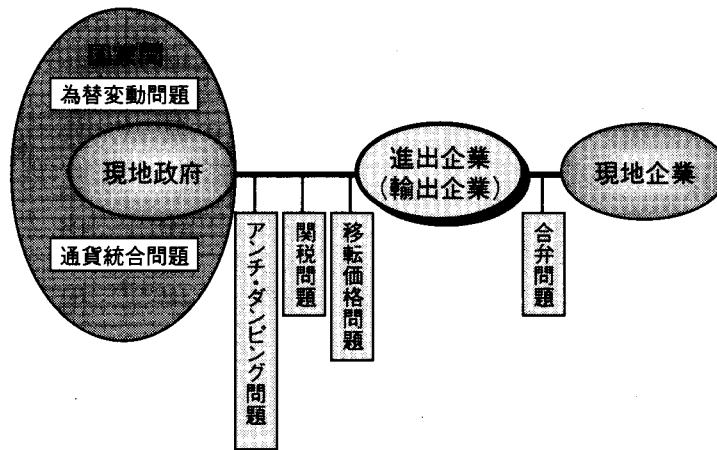 国家間
為替変動問題
現地政府
通貨統合問題
進出企業
(輸出企業)
現地企業
アンチ・ダンピング問題
関税問題
移転価格問題
合弁問題